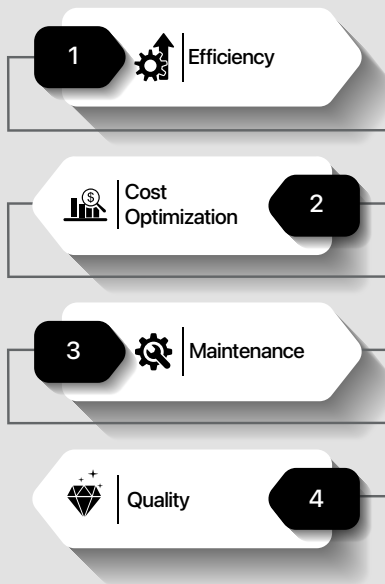 1
Efficiency
$
Cost
Optimization
2
3
Maintenance
Quality
4